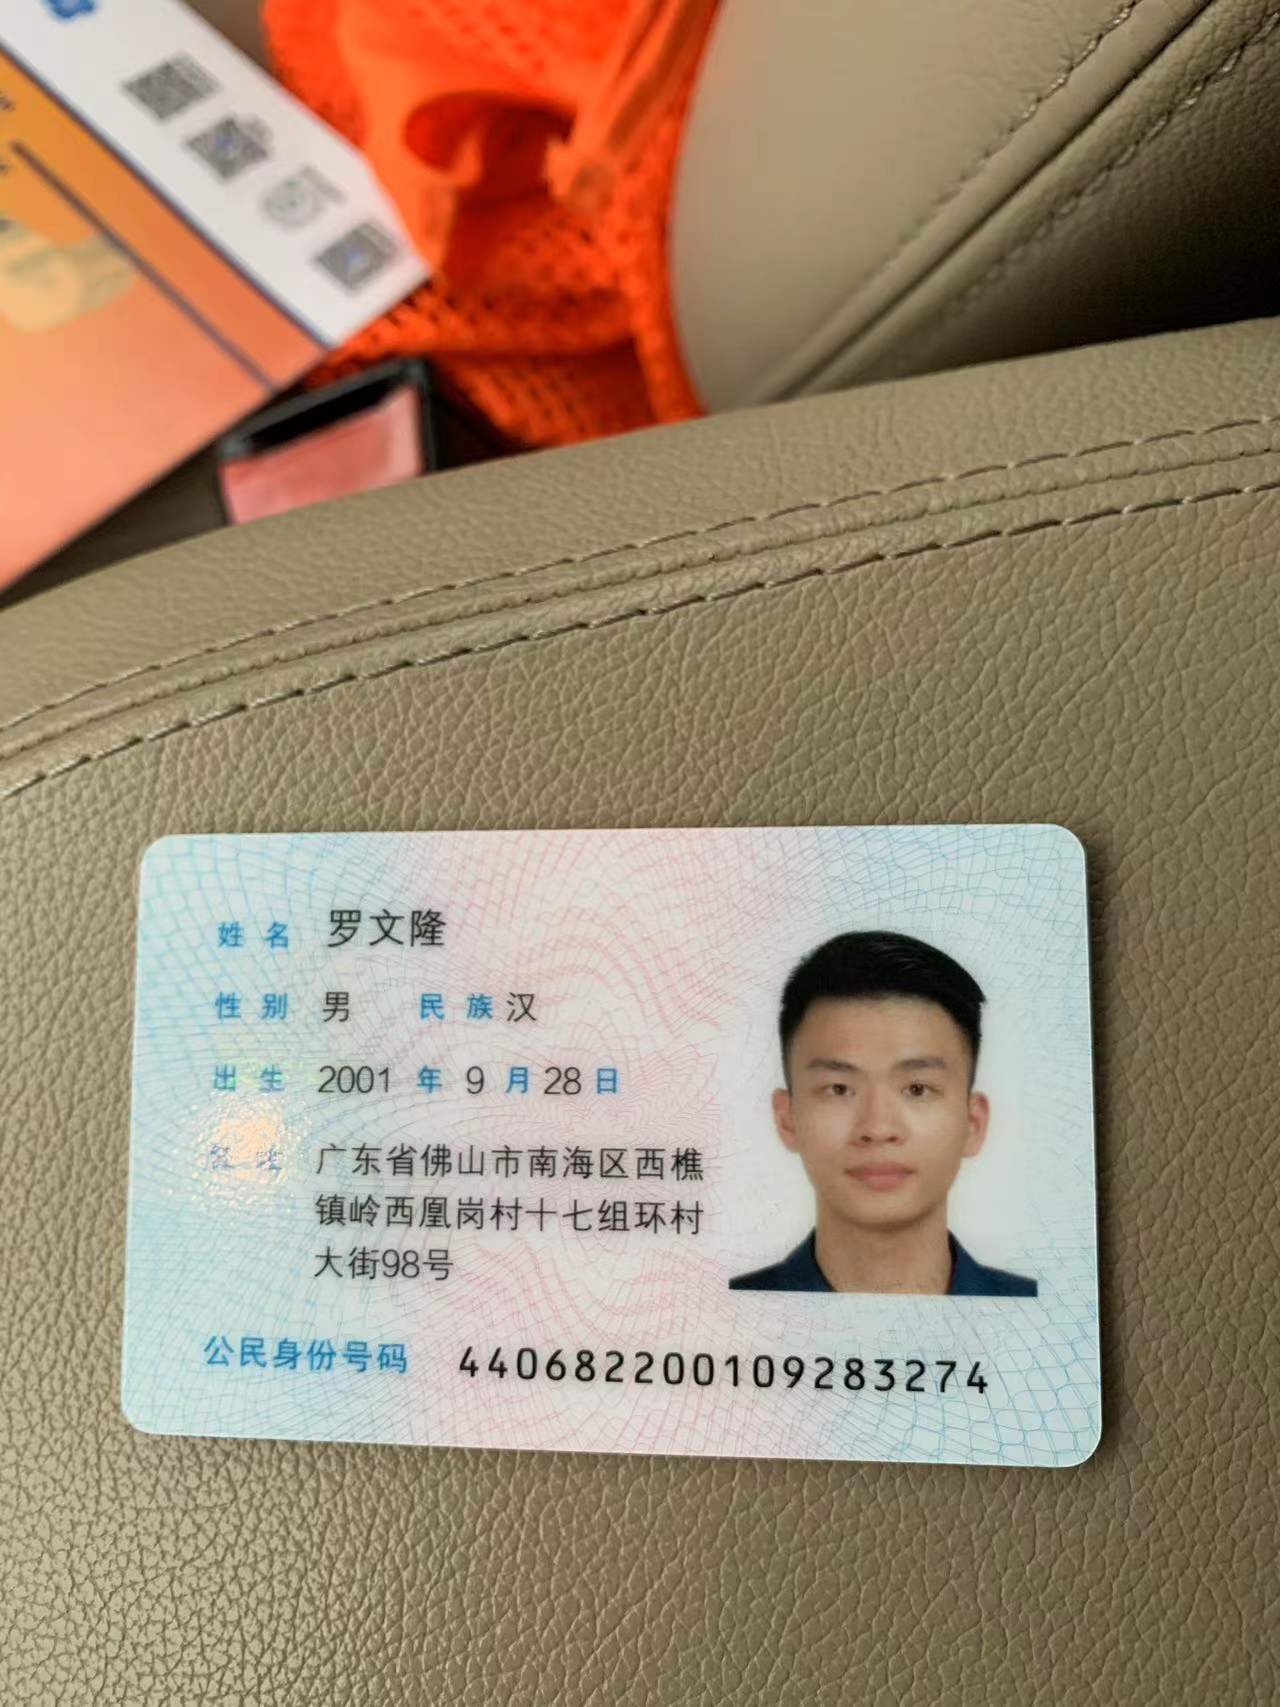 姓名 罗文隆
性别 男 民族 汉
出生 2001 年 9 月 28 日
广东省佛山市南海区西樵
镇岭西凰岗村十七组环村
大街98号
公民身份号码 440682200109283274